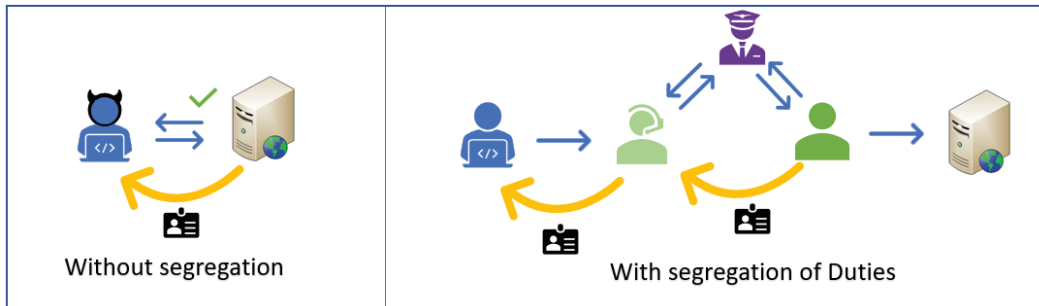 </>
</>
Without segregation
With segregation of Duties